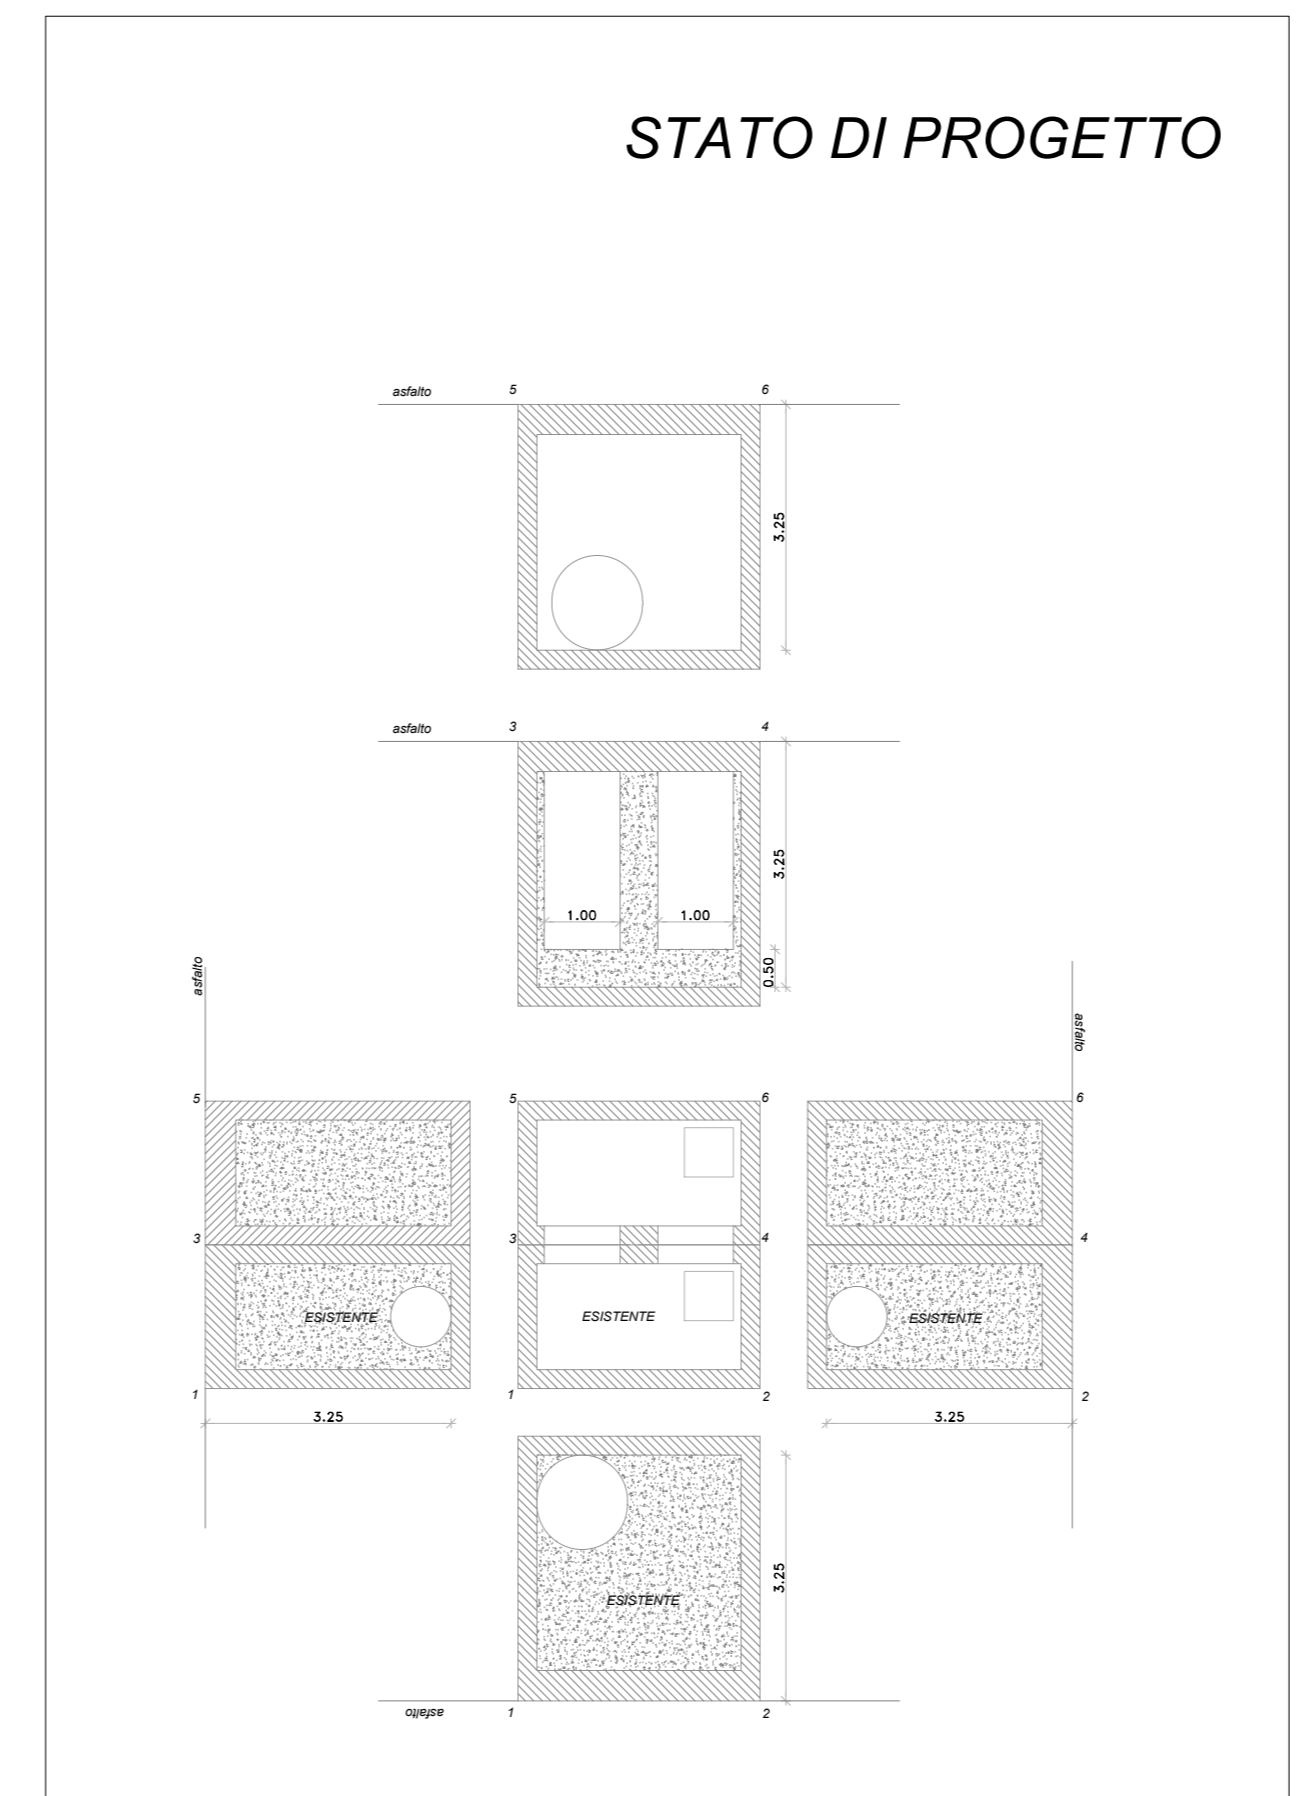 STATO DI PROGETTO
asfalto 5 6
3.25
asfalto 3 4
3.25
1.00 1.00
0.50
asfalto
asfalto
5 5 6 6
3 3 4 4
ESISTENTE ESISTENTE ESISTENTE
1 1 2 2
3.25 3.25
3.25
ESISTENTE
asfalto 1 2